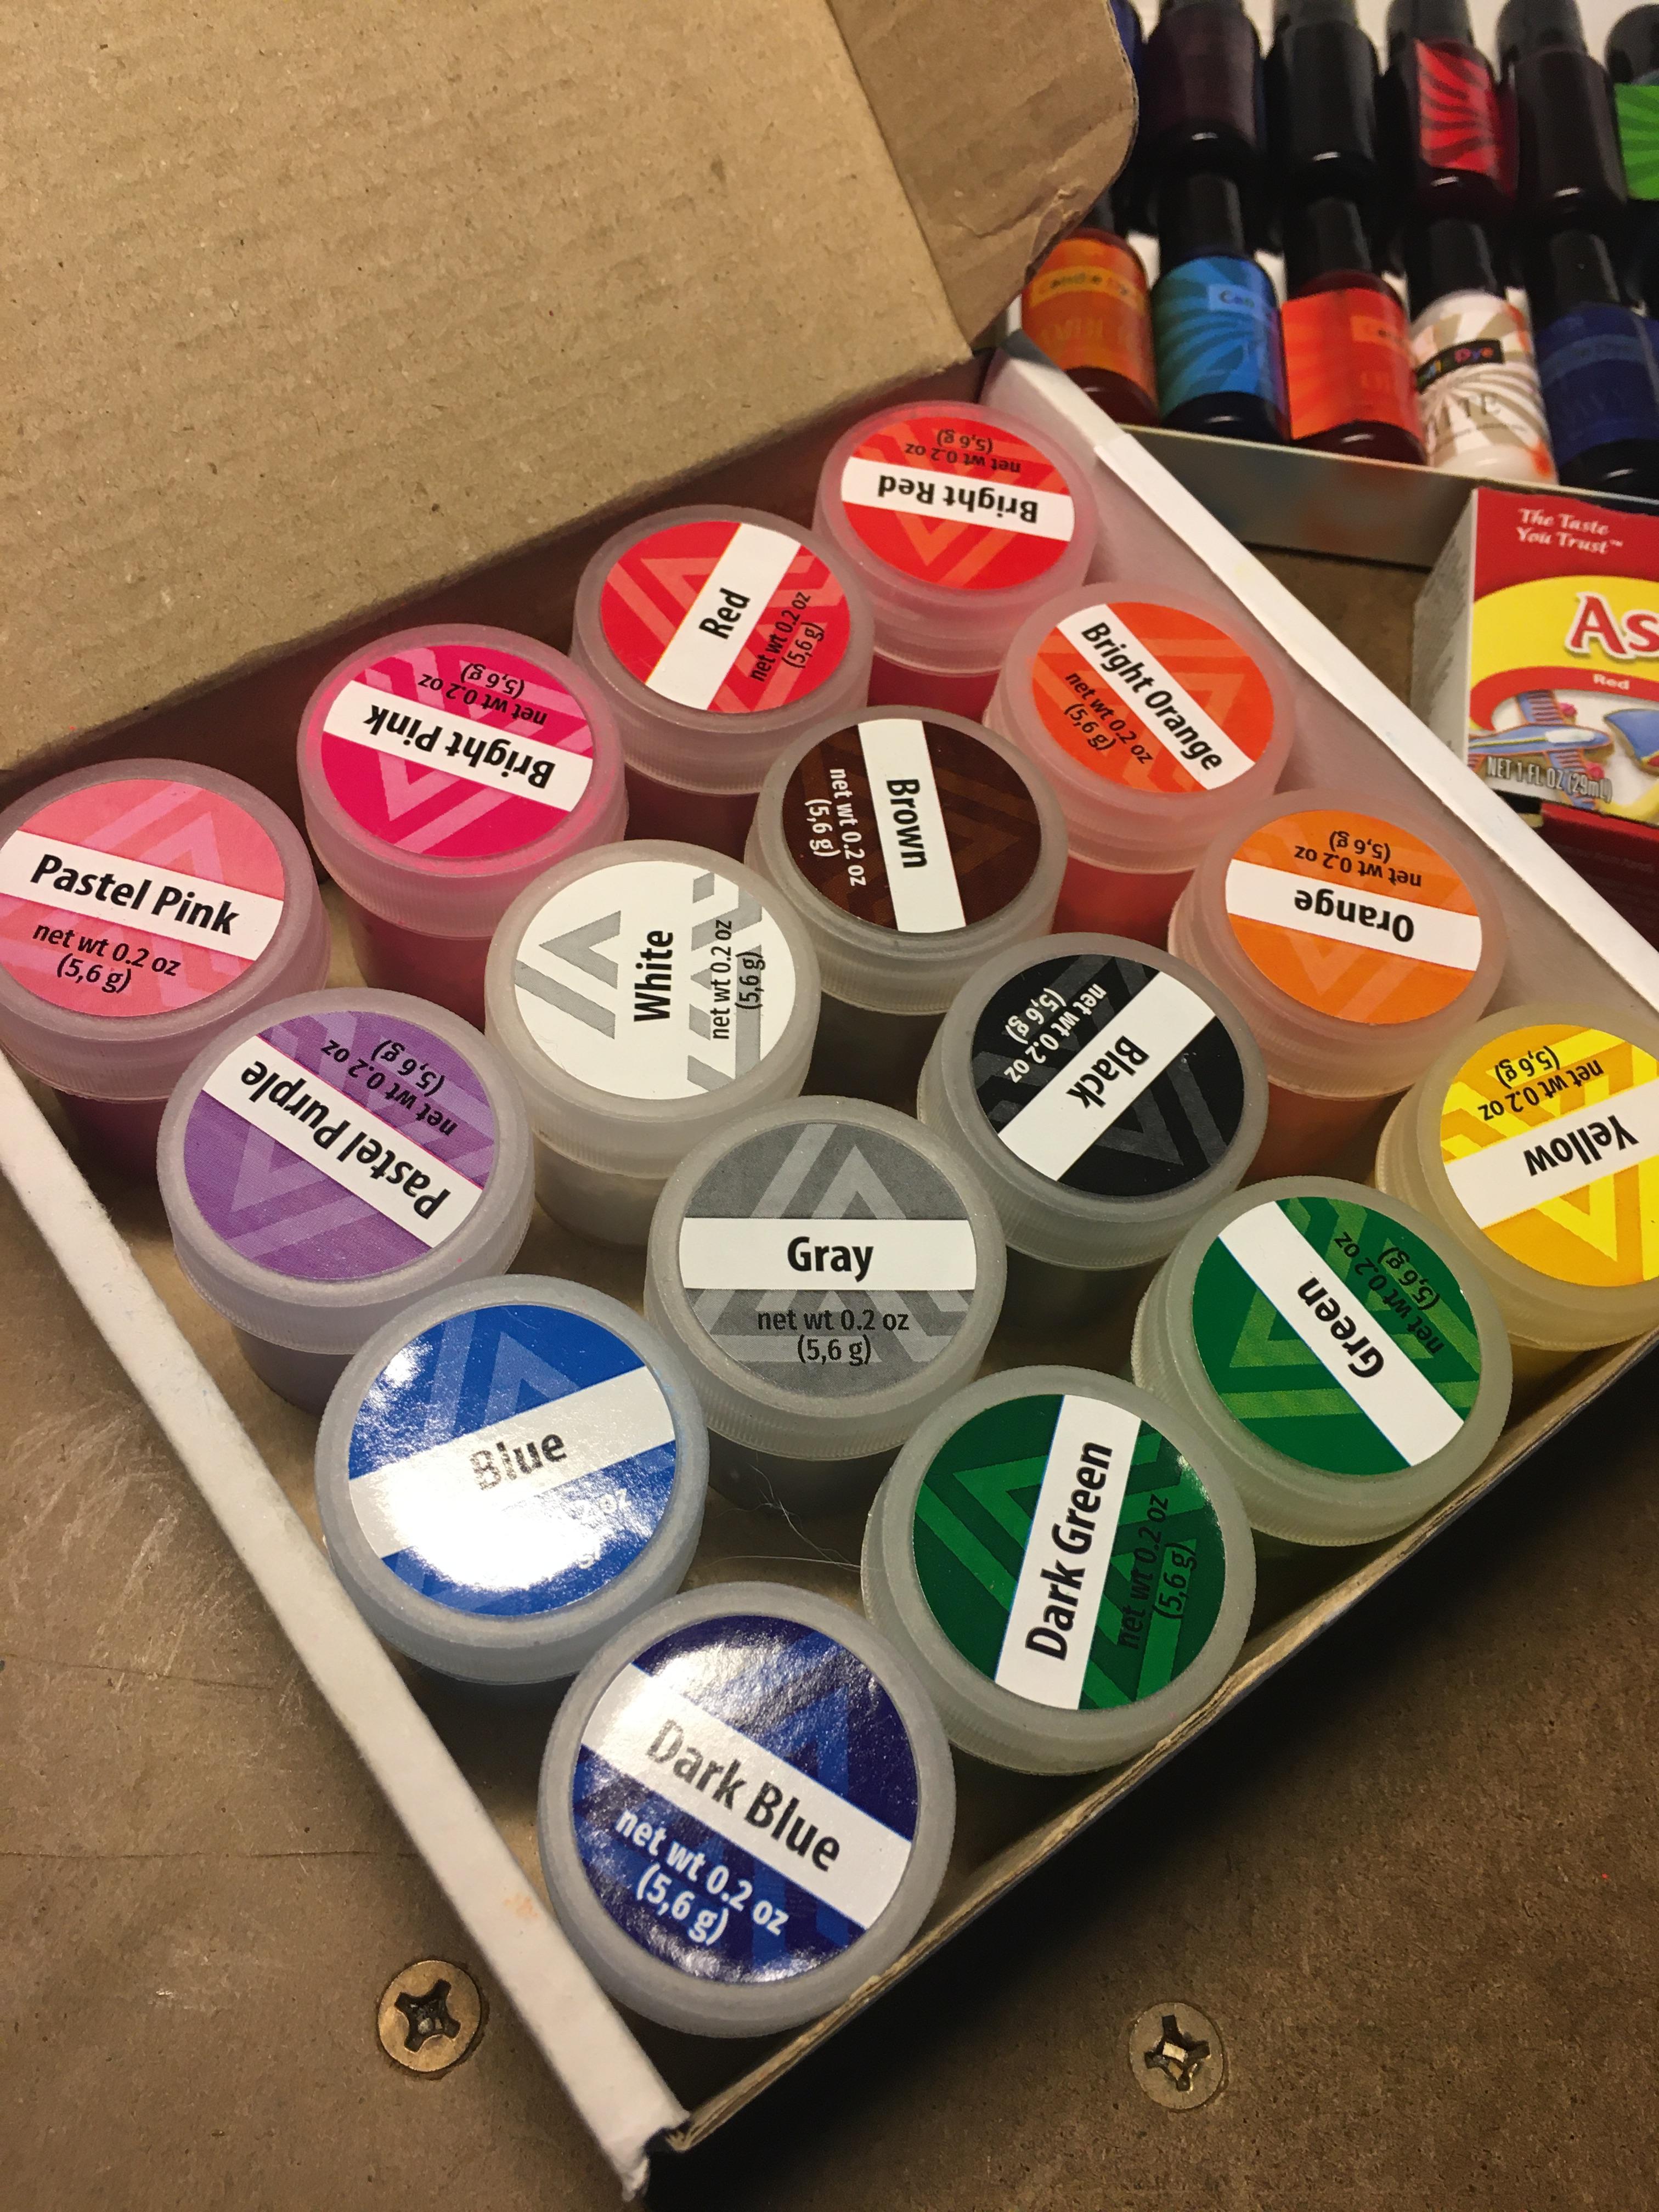 The Taste
You Trust™
As
Red
NET 1 FL OZ (29mL)
Bright Red
net wt 0.2 oz
(5,6 g)
Red
net wt 0.2 oz
(5,6 g)
Bright Orange
net wt 0.2 oz
(5,6 g)
Bright Pink
net wt 0.2 oz
(5,6 g)
Brown
net wt 0.2 oz
(5,6 g)
Orange
net wt 0.2 oz
(5,6 g)
Pastel Pink
net wt 0.2 oz
(5,6 g)
White
net wt 0.2 oz
(5,6 g)
Black
net wt 0.2 oz
(5,6 g)
Yellow
net wt 0.2 oz
(5,6 g)
Pastel Purple
net wt 0.2 oz
(5,6 g)
Gray
net wt 0.2 oz
(5,6 g)
Green
net wt 0.2 oz
(5,6 g)
Blue
0.2 oz
Dark Green
net wt 0.2 oz
(5,6 g)
Dark Blue
net wt 0.2 oz
(5,6 g)